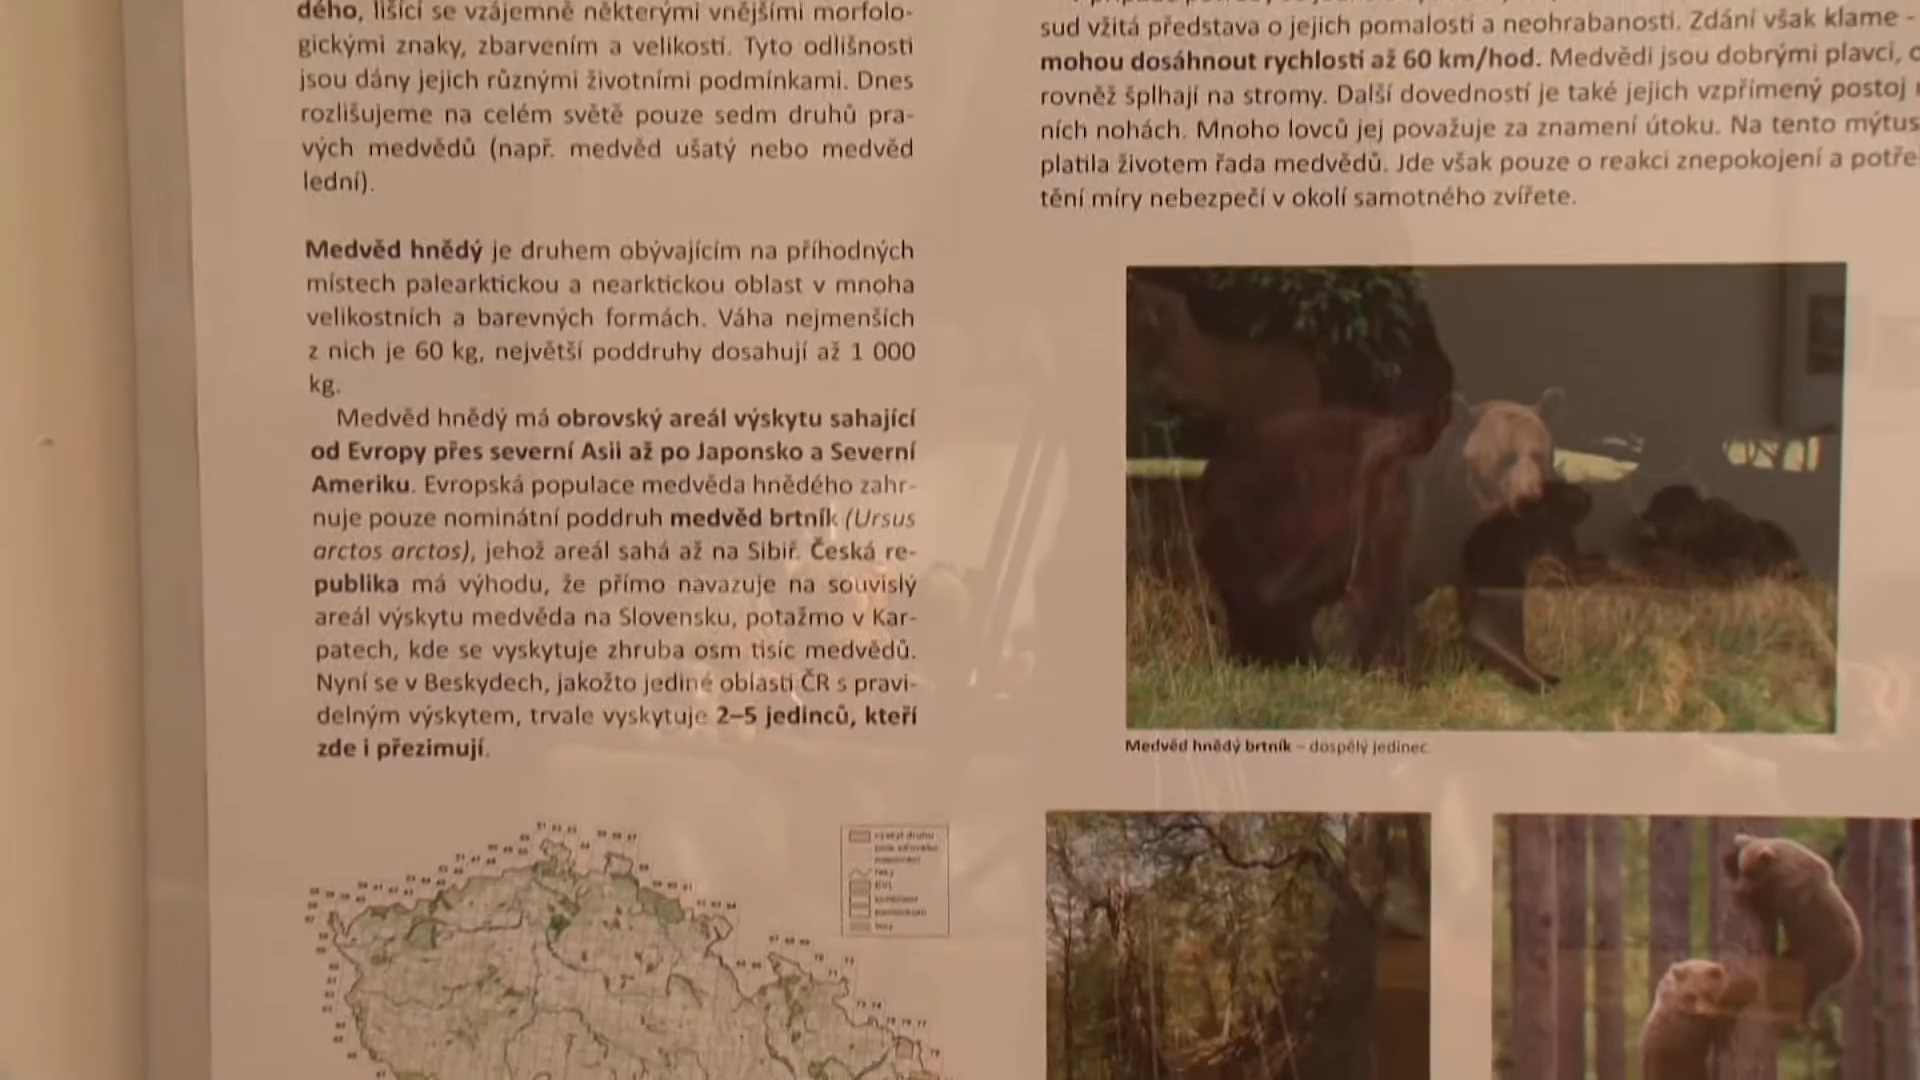 dého, lišící se vzájemně některými vnějšími morfolo-
gickými znaky, zbarvením a velikostí. Tyto odlišnosti
jsou dány jejich různými životními podmínkami. Dnes
rozlišujeme na celém světě pouze sedm druhů pra-
vých medvědů (např. medvěd ušatý nebo medvěd
lední).
Medvěd hnědý je druhem obývajícím na příhodných
místech palearktickou a nearktickou oblast v mnoha
velikostních a barevných formách. Váha nejmenších
z nich je 60 kg, největší poddruhy dosahují až 1 000
kg.
Medvěd hnědý má obrovský areál výskytu sahající
od Evropy přes severní Asii až po Japonsko a Severní
Ameriku. Evropská populace medvěda hnědého zahr-
nuje pouze nominátní poddruh medvěd brtník (Ursus
arctos arctos), jehož areál sahá až na Sibiř. Česká re-
publika má výhodu, že přímo navazuje na souvislý
areál výskytu medvěda na Slovensku, potažmo v Kar-
patech, kde se vyskytuje zhruba osm tisíc medvědů.
Nyní se v Beskydech, jakožto jediné oblasti ČR s pravi-
delným výskytem, trvale vyskytuje 2–5 jedinců, kteří
zde i přezimují.
sud vžitá představa o jejich pomalosti a neohrabanosti. Zdání však klame -
mohou dosáhnout rychlosti až 60 km/hod. Medvědi jsou dobrými plavci,
rovněž šplhají na stromy. Další dovedností je také jejich vzpřímený postoj
ních nohách. Mnoho lovců jej považuje za znamení útoku. Na tento mýtus
platila životem řada medvědů. Jde však pouze o reakci znepokojení a potře
tění míry nebezpečí v okolí samotného zvířete.
Medvěd hnědý brtník – dospělý jedinec.
výskyt druhu
řeky
EVL